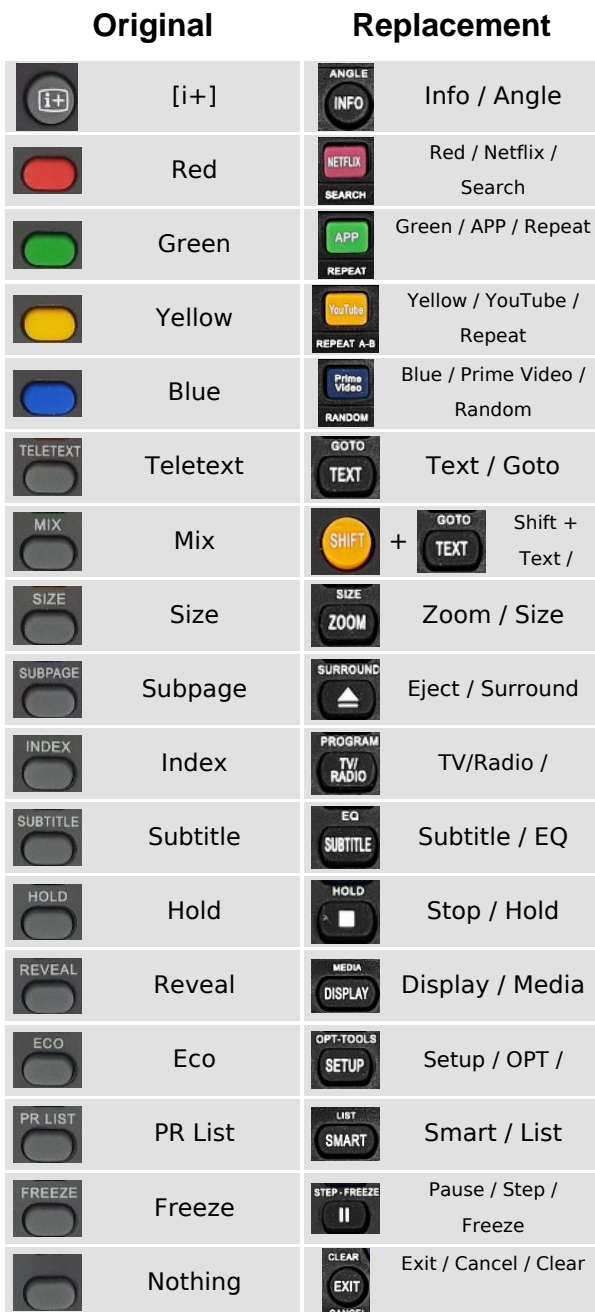 Original Replacement
i+ [i+] ANGLE INFO Info / Angle
Red NETFLIX SEARCH Red / Netflix /
Search
Green APP REPEAT Green / APP / Repeat
Yellow YouTube REPEAT A-B Yellow / YouTube /
Repeat
Blue Prime Video RANDOM Blue / Prime Video /
Random
TELETEXT Teletext GOTO TEXT Text / Goto
MIX Mix SHIFT + GOTO TEXT Shift +
Text /
SIZE Size SIZE ZOOM Zoom / Size
SUBPAGE Subpage SURROUND Eject / Surround
INDEX Index PROGRAM TV/ RADIO TV/Radio /
SUBTITLE Subtitle EQ SUBTITLE Subtitle / EQ
HOLD Hold HOLD Stop / Hold
REVEAL Reveal MEDIA DISPLAY Display / Media
ECO Eco OPT-TOOLS SETUP Setup / OPT /
PR LIST PR List LIST SMART Smart / List
FREEZE Freeze STEP-FREEZE Pause / Step /
Freeze
Nothing CLEAR EXIT CANCEL Exit / Cancel / Clear